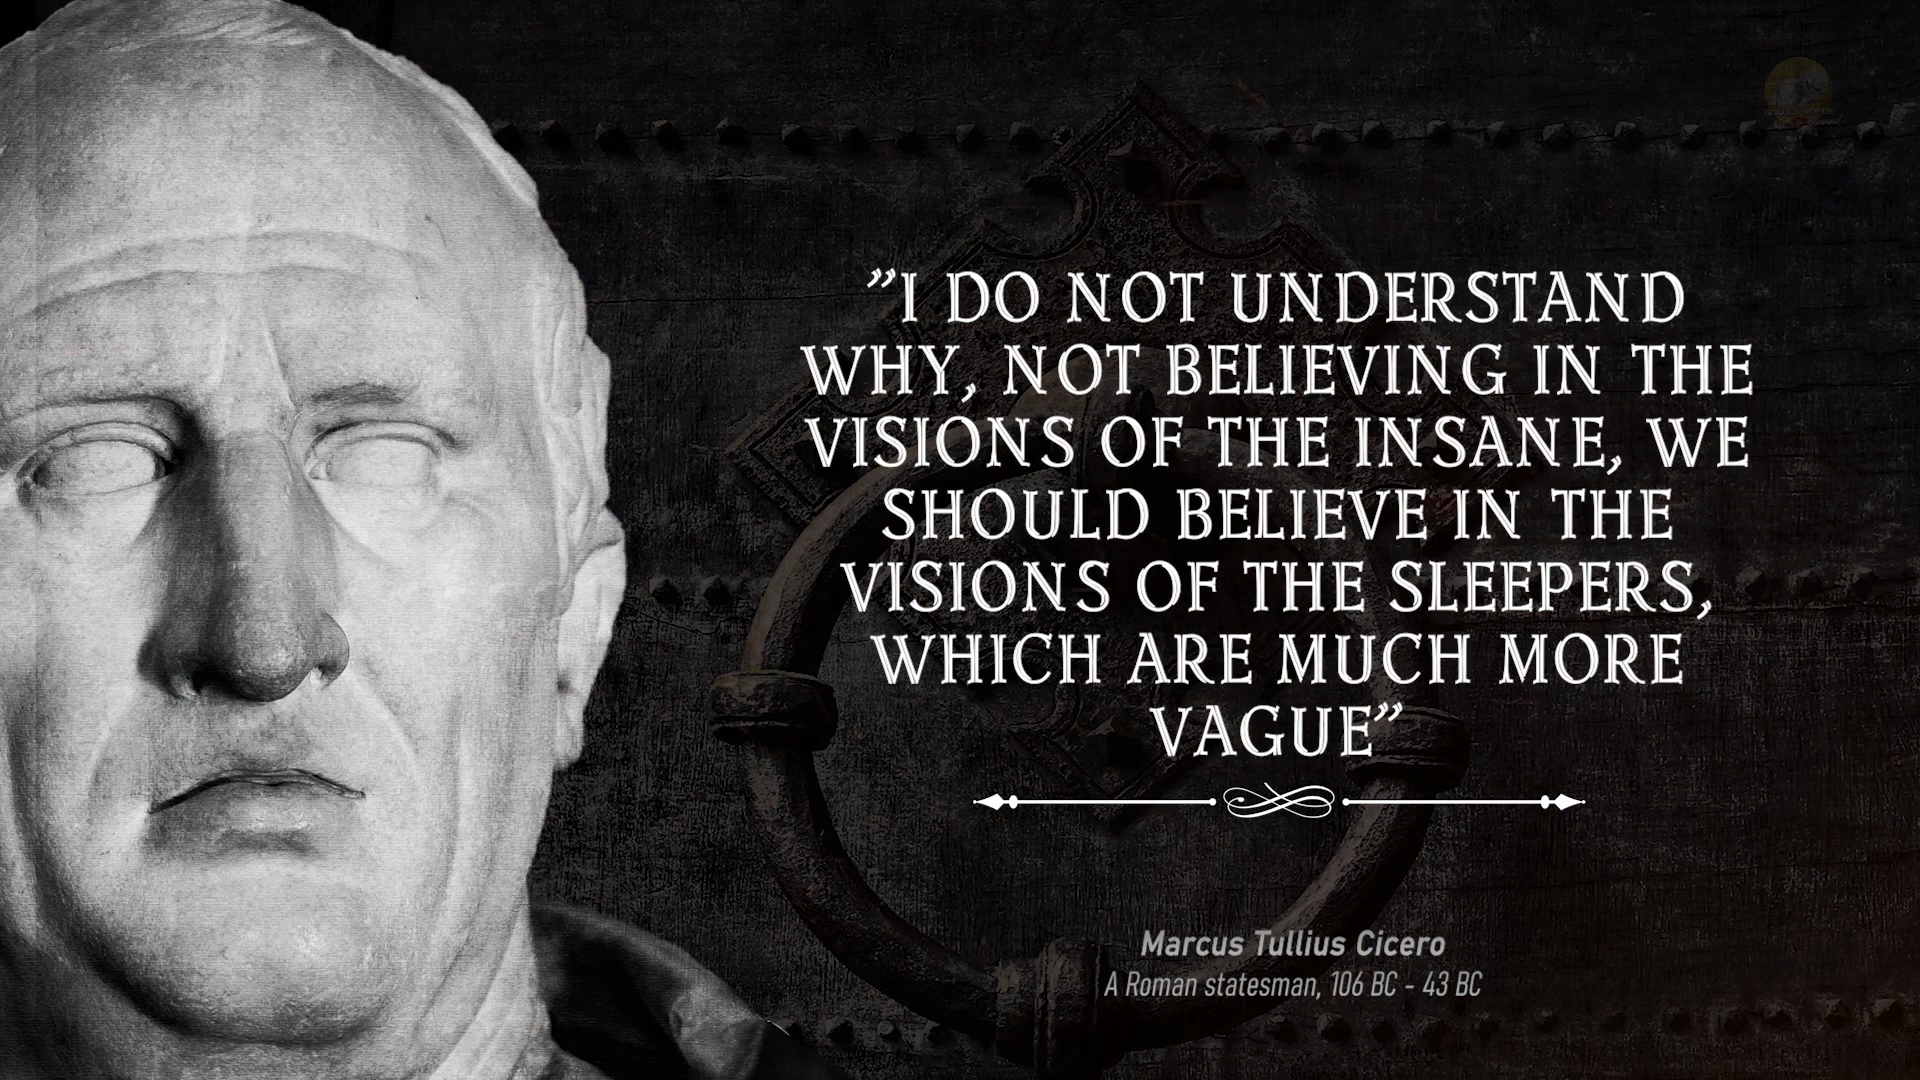 ”I DO NOT UNDERSTAND
WHY, NOT BELIEVING IN THE
VISIONS OF THE INSANE, WE
SHOULD BELIEVE IN THE
VISIONS OF THE SLEEPERS,
WHICH ARE MUCH MORE
VAGUE”
Marcus Tullius Cicero
A Roman statesman, 106 BC - 43 BC